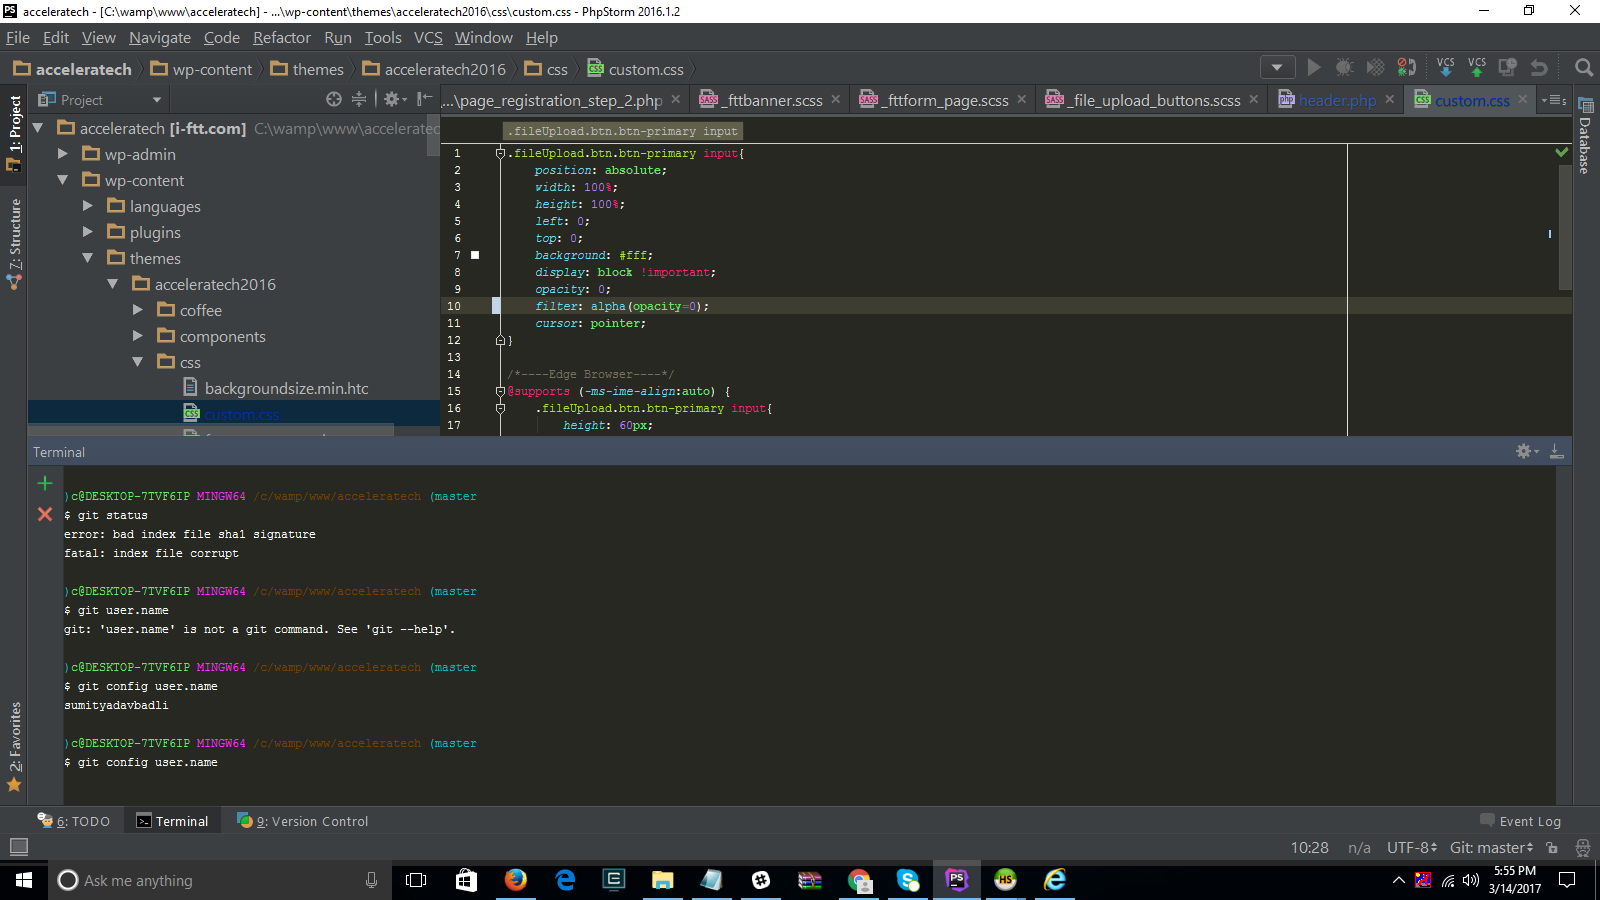 acceleratech - [C:\wamp\www\acceleratech] - ...\wp-content\themes\acceleratech2016\css\custom.css - PhpStorm 2016.1.2
File Edit View Navigate Code Refactor Run Tools VCS Window Help
acceleratech wp-content themes acceleratech2016 css custom.css
VCS VCS
1: Project
7: Structure
2: Favorites
Project
acceleratech [i-ftt.com] C:\wamp\www\acceleratec
wp-admin
wp-content
languages
plugins
themes
acceleratech2016
coffee
components
css
backgroundsize.min.htc
custom.css
...\page_registration_step_2.php _fttbanner.scss _fttform_page.scss _file_upload_buttons.scss header.php custom.css
Database
.fileUpload.btn.btn-primary input
1 .fileUpload.btn.btn-primary input{
2 position: absolute;
3 width: 100%;
4 height: 100%;
5 left: 0;
6 top: 0;
7 background: #fff;
8 display: block !important;
9 opacity: 0;
10 filter: alpha(opacity=0);
11 cursor: pointer;
12 }
13
14 /*----Edge Browser----*/
15 @supports (-ms-ime-align:auto) {
16 .fileUpload.btn.btn-primary input{
17 height: 60px;
Terminal
)c@DESKTOP-7TVF6IP MINGW64 /c/wamp/www/acceleratech (master
$ git status
error: bad index file sha1 signature
fatal: index file corrupt
)c@DESKTOP-7TVF6IP MINGW64 /c/wamp/www/acceleratech (master
$ git user.name
git: 'user.name' is not a git command. See 'git --help'.
)c@DESKTOP-7TVF6IP MINGW64 /c/wamp/www/acceleratech (master
$ git config user.name
sumityadavbadli
)c@DESKTOP-7TVF6IP MINGW64 /c/wamp/www/acceleratech (master
$ git config user.name
6: TODO Terminal 9: Version Control Event Log
10:28 n/a UTF-8 Git: master
Ask me anything
5:55 PM
3/14/2017